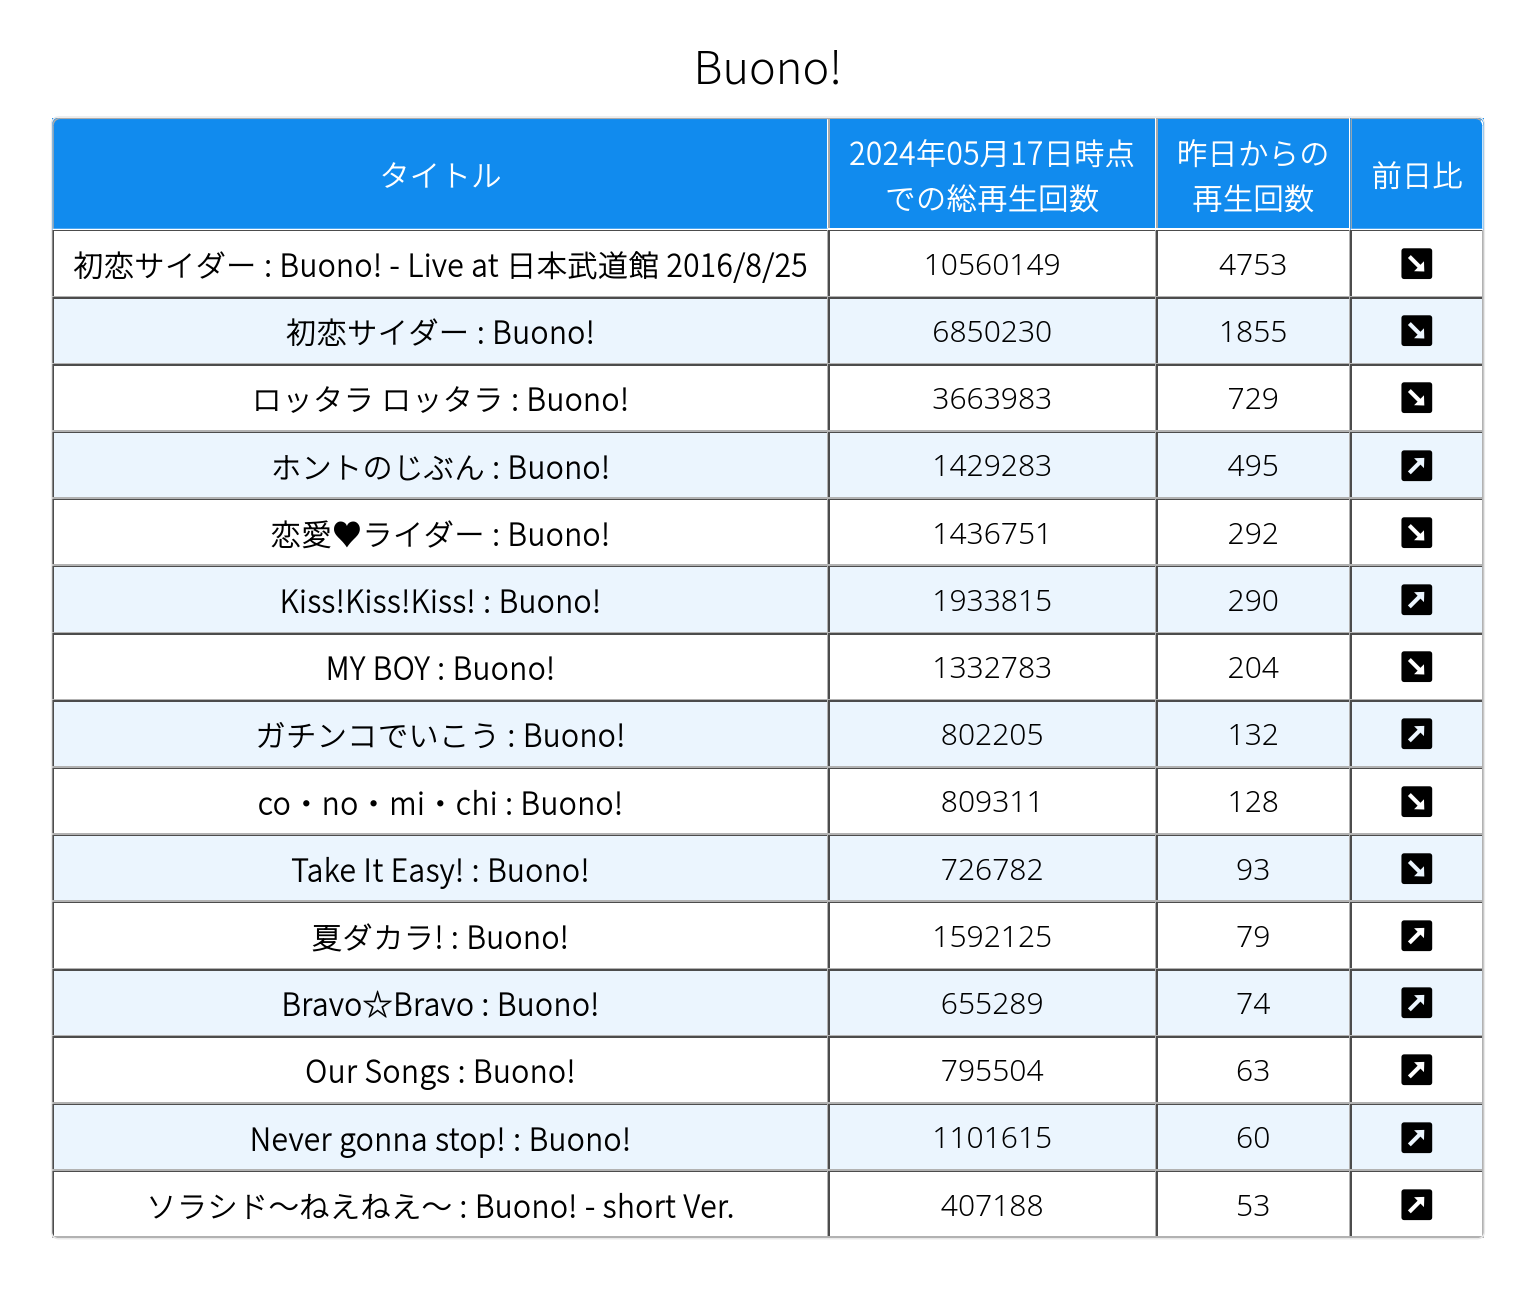 Buono!
タイトル 2024年05月17日時点での総再生回数 昨日からの再生回数 前日比
初恋サイダー : Buono! - Live at 日本武道館 2016/8/25 10560149 4753 ↘
初恋サイダー : Buono! 6850230 1855 ↘
ロッタラ ロッタラ : Buono! 3663983 729 ↘
ホントのじぶん : Buono! 1429283 495 ↗
恋愛♥ライダー : Buono! 1436751 292 ↘
Kiss!Kiss!Kiss! : Buono! 1933815 290 ↗
MY BOY : Buono! 1332783 204 ↘
ガチンコでいこう : Buono! 802205 132 ↗
co・no・mi・chi : Buono! 809311 128 ↘
Take It Easy! : Buono! 726782 93 ↘
夏ダカラ! : Buono! 1592125 79 ↗
Bravo☆Bravo : Buono! 655289 74 ↗
Our Songs : Buono! 795504 63 ↗
Never gonna stop! : Buono! 1101615 60 ↗
ソラシド〜ねえねえ〜 : Buono! - short Ver. 407188 53 ↗